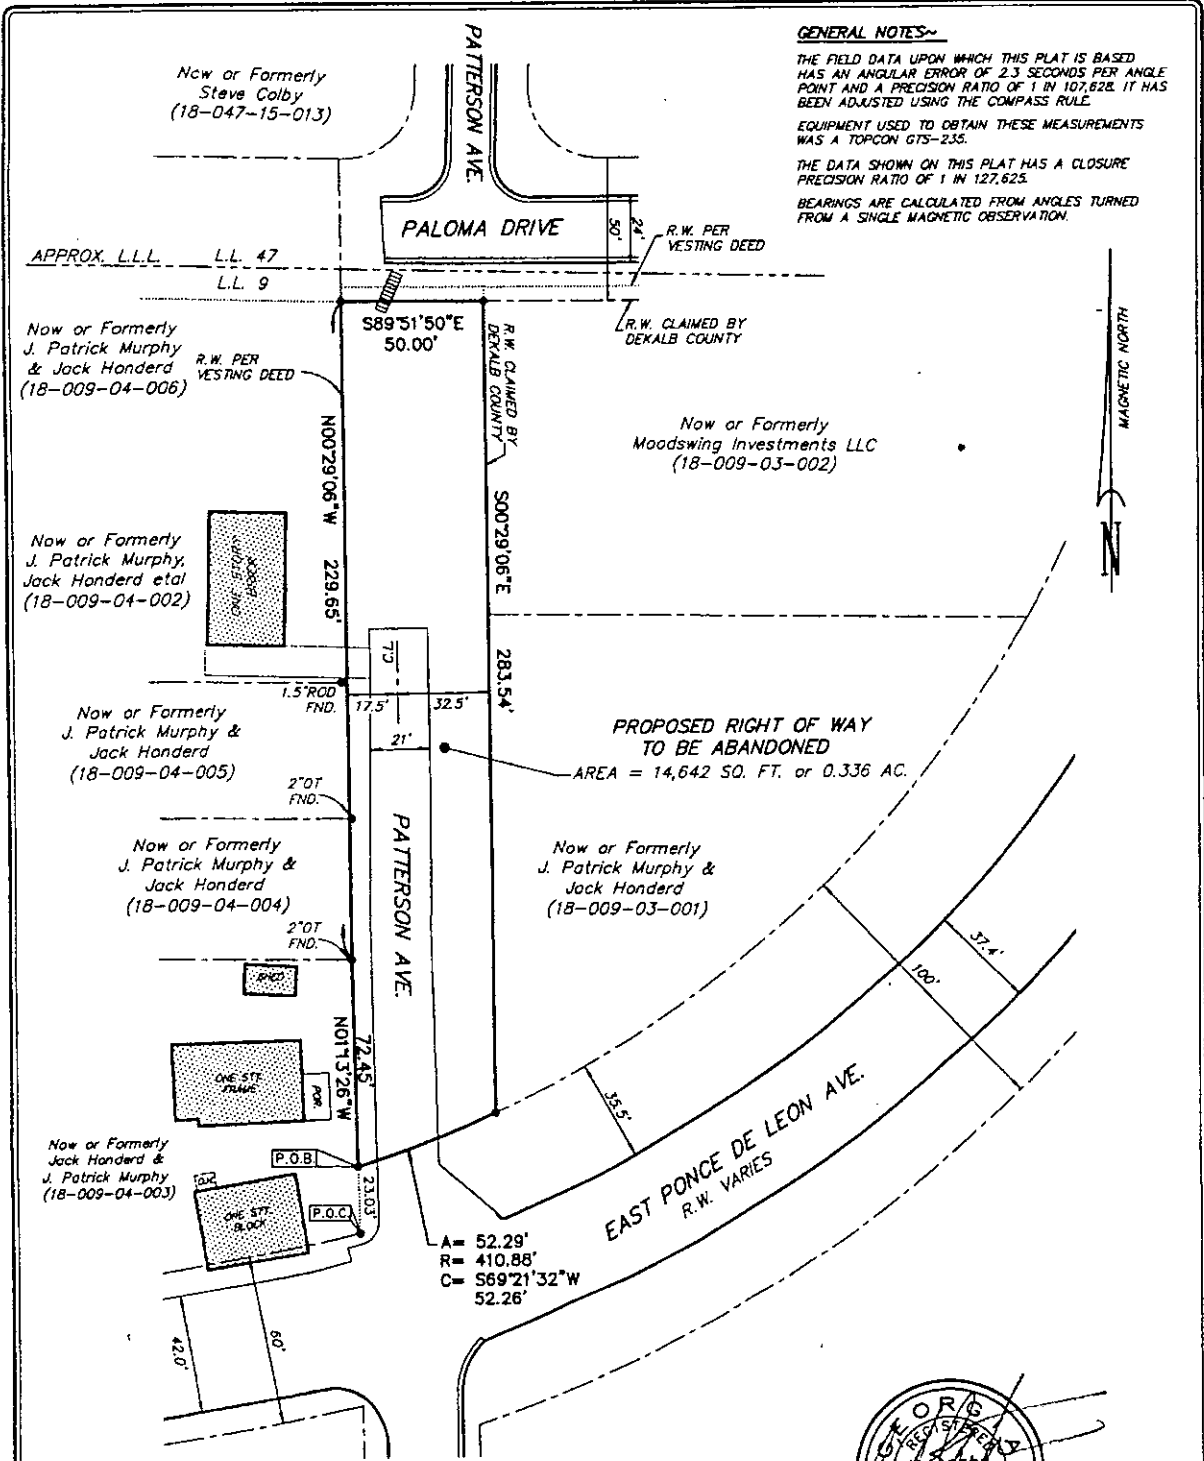 GENERAL NOTES~
THE FIELD DATA UPON WHICH THIS PLAT IS BASED
HAS AN ANGULAR ERROR OF 2.3 SECONDS PER ANGLE
POINT AND A PRECISION RATIO OF 1 IN 107,628. IT HAS
BEEN ADJUSTED USING THE COMPASS RULE.
EQUIPMENT USED TO OBTAIN THESE MEASUREMENTS
WAS A TOPCON GTS-235.
THE DATA SHOWN ON THIS PLAT HAS A CLOSURE
PRECISION RATIO OF 1 IN 127,625.
BEARINGS ARE CALCULATED FROM ANGLES TURNED
FROM A SINGLE MAGNETIC OBSERVATION.
Now or Formerly
Steve Colby
(18-047-15-013)
PATTERSON AVE.
PALOMA DRIVE
50'
24'
R.W. PER
VESTING DEED
APPROX. L.L.L.
L.L. 47
L.L. 9
R.W. CLAIMED BY
DEKALB COUNTY
S89°51'50"E
50.00'
R.W. CLAIMED BY
DEKALB COUNTY
Now or Formerly
J. Patrick Murphy
& Jack Honderd
(18-009-04-006)
R.W. PER
VESTING DEED
MAGNETIC NORTH
N
Now or Formerly
Moodswing Investments LLC
(18-009-03-002)
N00°29'06"W 229.65'
S00°29'06"E 283.54'
Now or Formerly
J. Patrick Murphy,
Jack Honderd etal
(18-009-04-002)
ONE STORY
BLOCK
C/L
1.5"ROD
FND.
17.5'
32.5'
21'
Now or Formerly
J. Patrick Murphy &
Jack Honderd
(18-009-04-005)
PROPOSED RIGHT OF WAY
TO BE ABANDONED
AREA = 14,642 SQ. FT. or 0.336 AC.
2"OT
FND.
PATTERSON AVE.
Now or Formerly
J. Patrick Murphy &
Jack Honderd
(18-009-04-004)
Now or Formerly
J. Patrick Murphy &
Jack Honderd
(18-009-03-001)
2"OT
FND.
SHED
37.4'
100'
N01°13'26"W
72.45'
ONE STY.
FRAME
POR.
35.5'
EAST PONCE DE LEON AVE.
R.W. VARIES
Now or Formerly
Jack Honderd &
J. Patrick Murphy
(18-009-04-003)
P.O.B.
23.03'
P.O.C.
ONE STY.
BLOCK
A= 52.29'
R= 410.88'
C= S69°21'32"W
52.26'
42.0'
60'
GEORGIA
REGISTERED